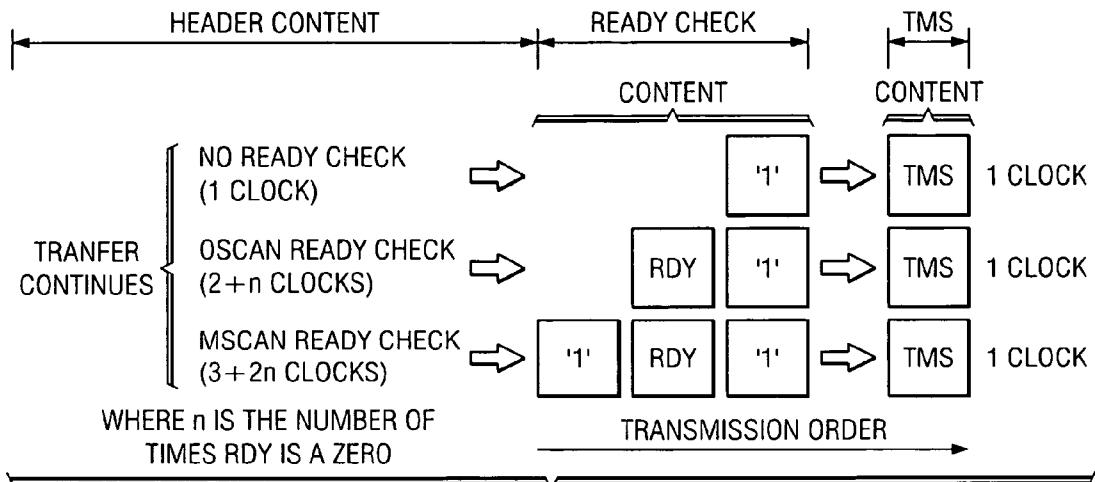 HEADER CONTENT READY CHECK TMS
CONTENT CONTENT
NO READY CHECK
(1 CLOCK)
'1' TMS 1 CLOCK
TRANFER
CONTINUES
OSCAN READY CHECK
(2+n CLOCKS)
RDY '1' TMS 1 CLOCK
MSCAN READY CHECK
(3+2n CLOCKS)
'1' RDY '1' TMS 1 CLOCK
WHERE n IS THE NUMBER OF
TIMES RDY IS A ZERO
TRANSMISSION ORDER